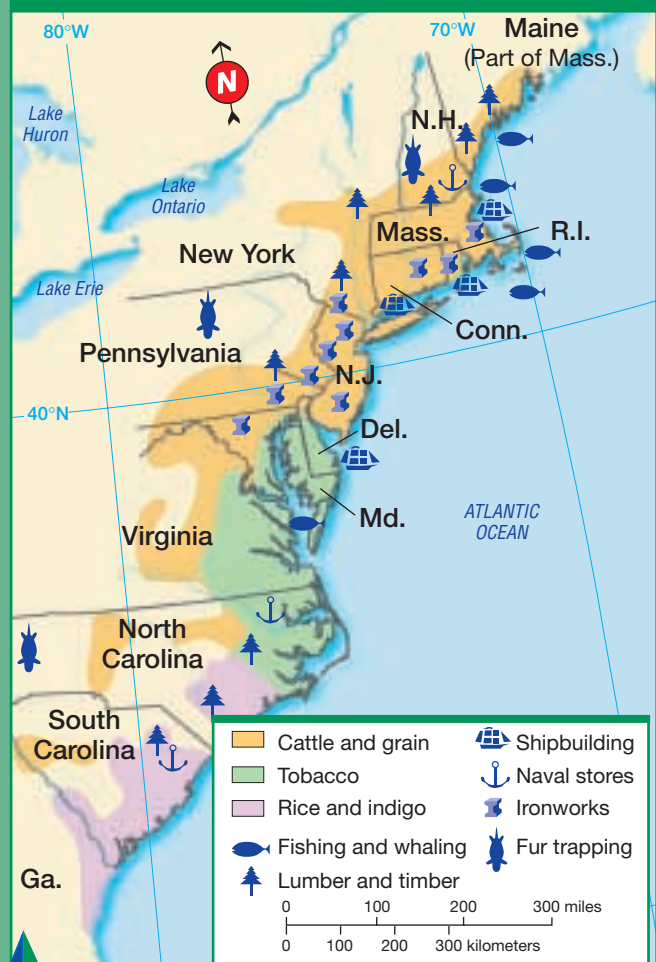 80°W
70°W
Maine
(Part of Mass.)
N
Lake
Huron
N.H.
Lake
Ontario
Mass.
R.I.
New York
Lake Erie
Conn.
Pennsylvania
N.J.
40°N
Del.
Md.
ATLANTIC
OCEAN
Virginia
North
Carolina
South
Carolina
Ga.
Cattle and grain
Tobacco
Rice and indigo
Fishing and whaling
Lumber and timber
Shipbuilding
Naval stores
Ironworks
Fur trapping
0 100 200 300 miles
0 100 200 300 kilometers